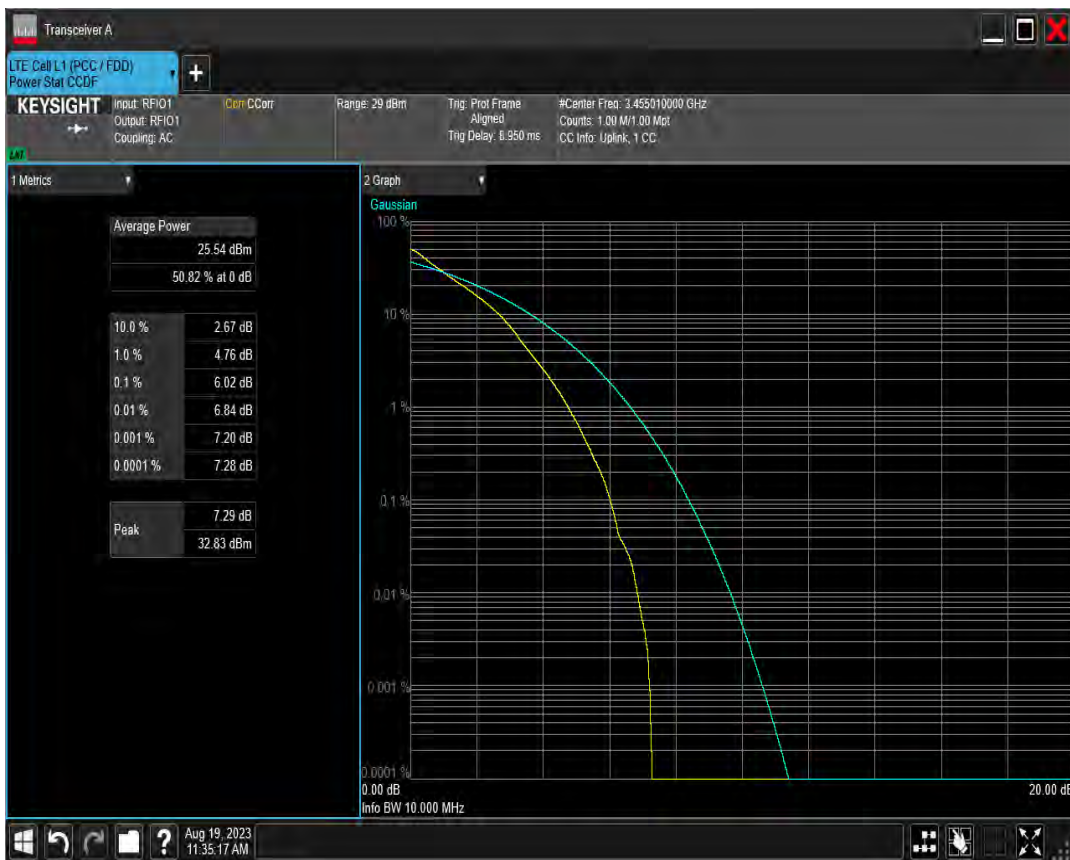 Transceiver A
LTE Cell L1 (PCC / FDD)
Power Stat CCDF
+
KEYSIGHT
Input: RFIO1
Output: RFIO1
Coupling: AC
Corr CCorr
Range: 29 dBm
Trig: Prot Frame
Aligned
Trig Delay: 8.950 ms
#Center Freq: 3.455010000 GHz
Counts: 1.00 M/1.00 Mpt
CC Info: Uplink, 1 CC
1 Metrics
Average Power
25.54 dBm
50.82 % at 0 dB
10.0 % 2.67 dB
1.0 % 4.76 dB
0.1 % 6.02 dB
0.01 % 6.84 dB
0.001 % 7.20 dB
0.0001 % 7.28 dB
Peak
7.29 dB
32.83 dBm
2 Graph
Gaussian
100 %
10 %
1 %
0.1 %
0.01 %
0.001 %
0.0001 %
0.00 dB
20.00 dB
Info BW 10.000 MHz
?
Aug 19, 2023
11:35:17 AM